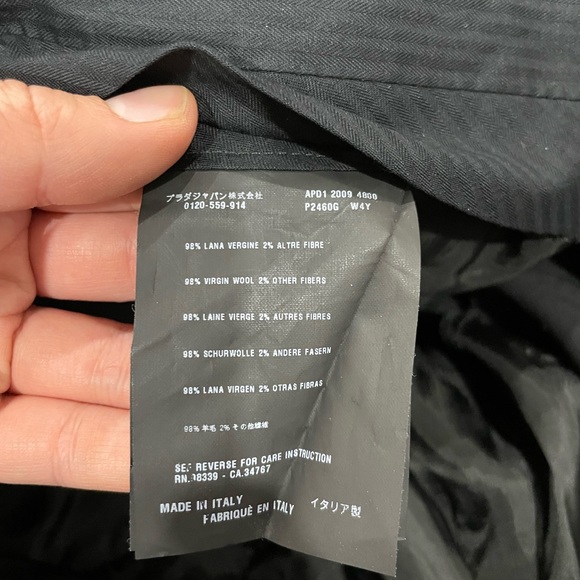 プラダジャパン株式会社 APD1 2009 4808
0120-559-914 P2460G W4Y
98% LANA VERGINE 2% ALTRE FIBRE
98% VIRGIN WOOL 2% OTHER FIBERS
98% LAINE VIERGE 2% AUTRES FIBRES
98% SCHURWOLLE 2% ANDERE FASERN
98% LANA VIRGEN 2% OTRAS FIBRAS
98% 羊毛 2% その他繊維
SEE REVERSE FOR CARE INSTRUCTION
RN.98339 - CA.34767
MADE IN ITALY イタリア製
FABRIQUÈ EN ITALY